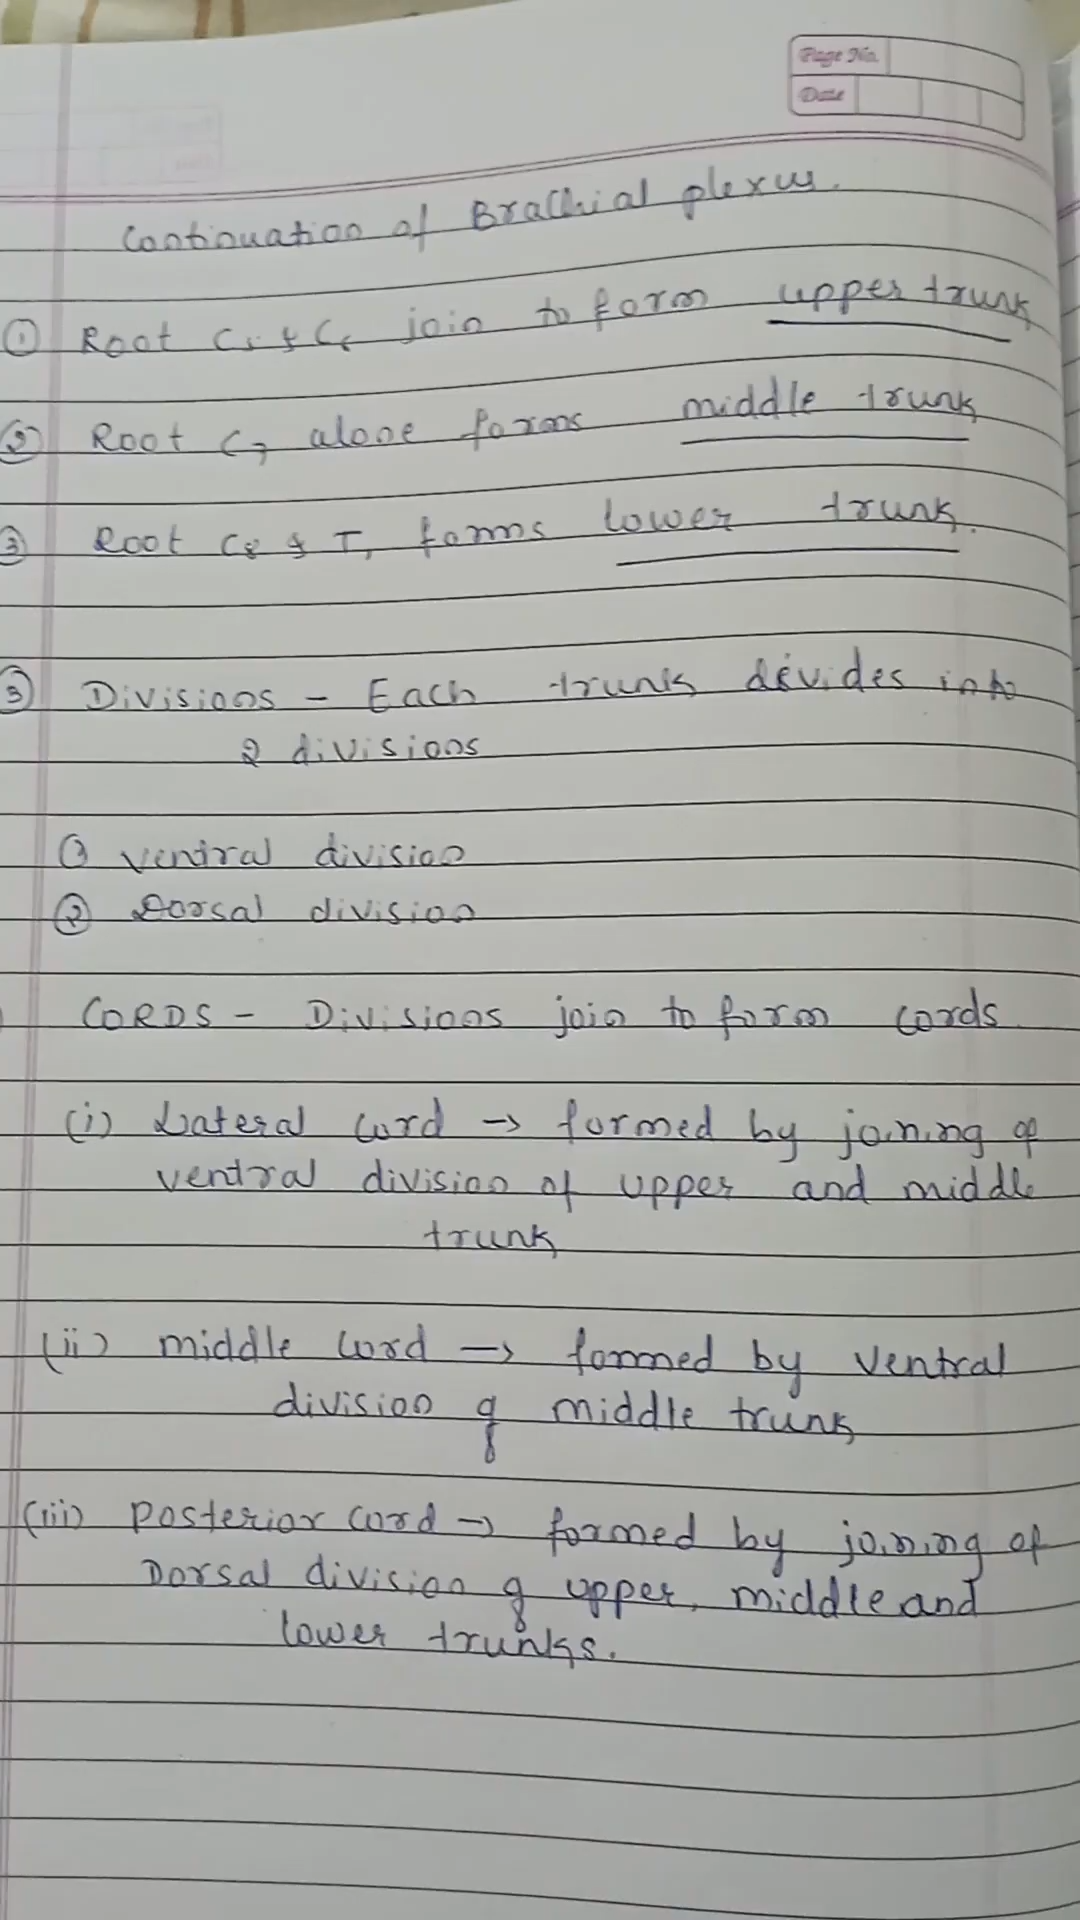 Page No.
Date
Continuation of Brachial plexus.
① Root C5 & C6 join to form upper trunk
② Root C7 alone forms middle trunk
③ Root C8 & T1 forms lower trunk.
③ Divisions - Each trunk divides into
2 divisions
① ventral division
② Dorsal division
CORDS - Divisions join to form cords
(i) Lateral cord → formed by joining of
ventral division of upper and middle
trunk
(ii) middle cord → formed by ventral
division of middle trunk
(iii) posterior cord → formed by joining of
Dorsal division of upper, middle and
lower trunks.